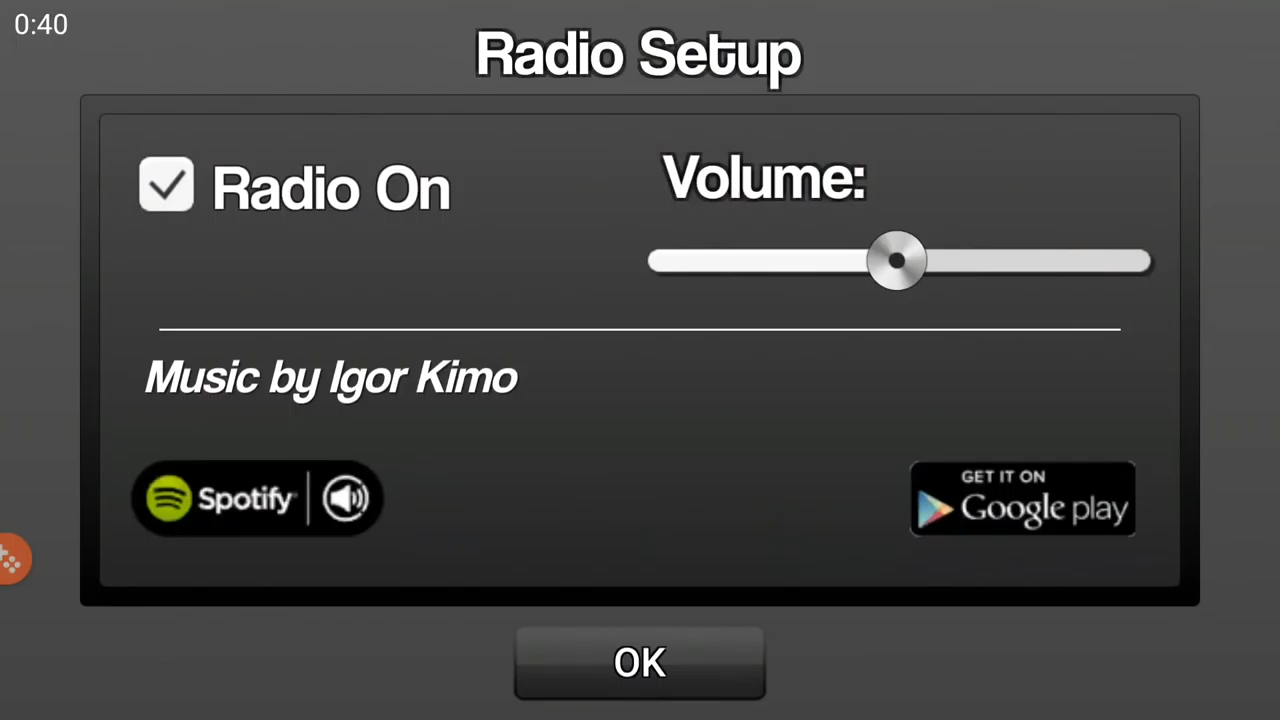 0:40
Radio Setup
Radio On
Volume:
Music by Igor Kimo
Spotify
GET IT ON
Google play
OK